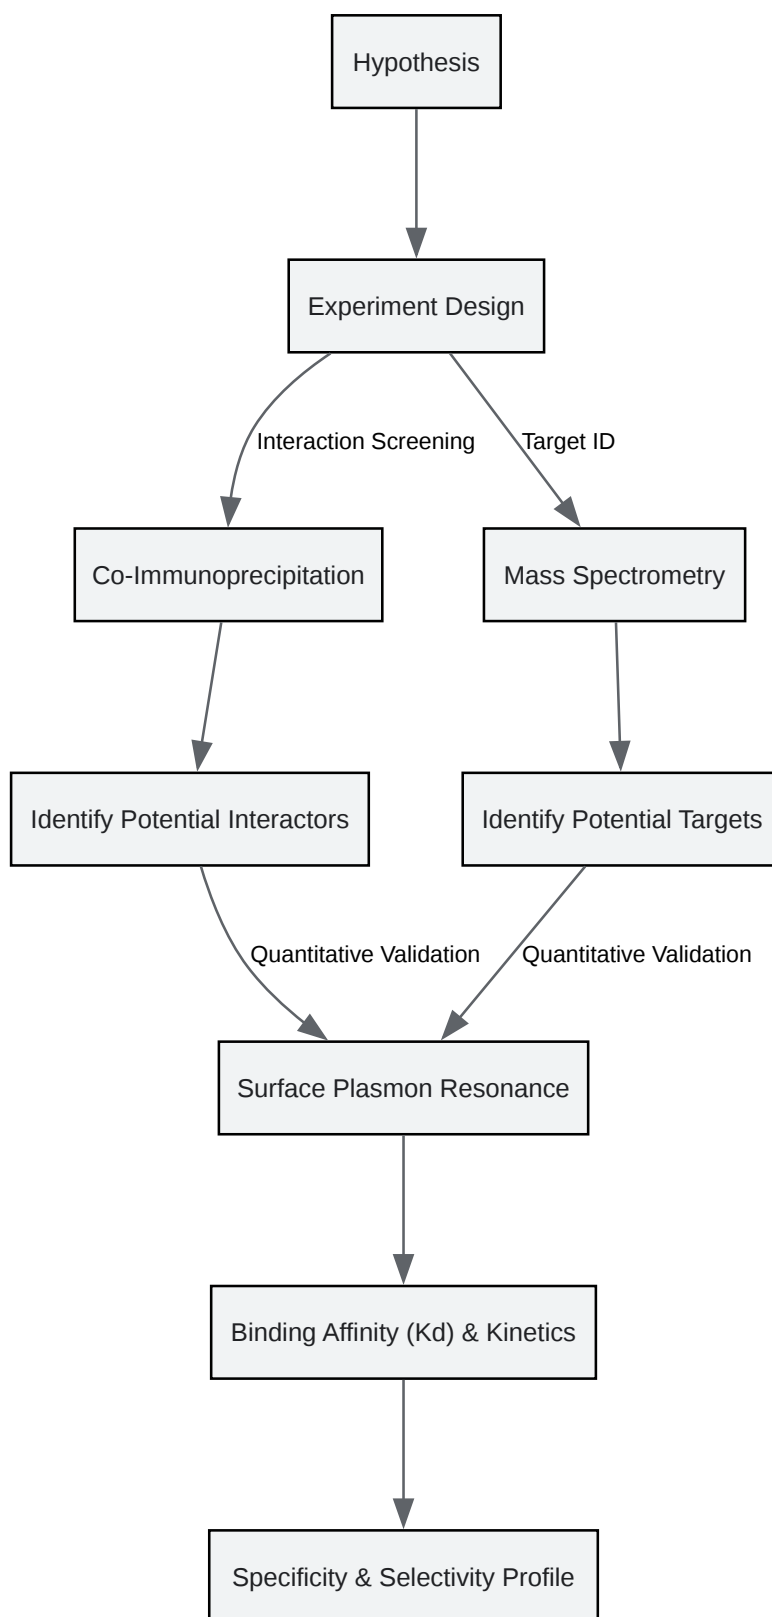 Hypothesis
Experiment Design
Interaction Screening
Target ID
Co-Immunoprecipitation
Mass Spectrometry
Identify Potential Interactors
Identify Potential Targets
Quantitative Validation
Quantitative Validation
Surface Plasmon Resonance
Binding Affinity (Kd) & Kinetics
Specificity & Selectivity Profile